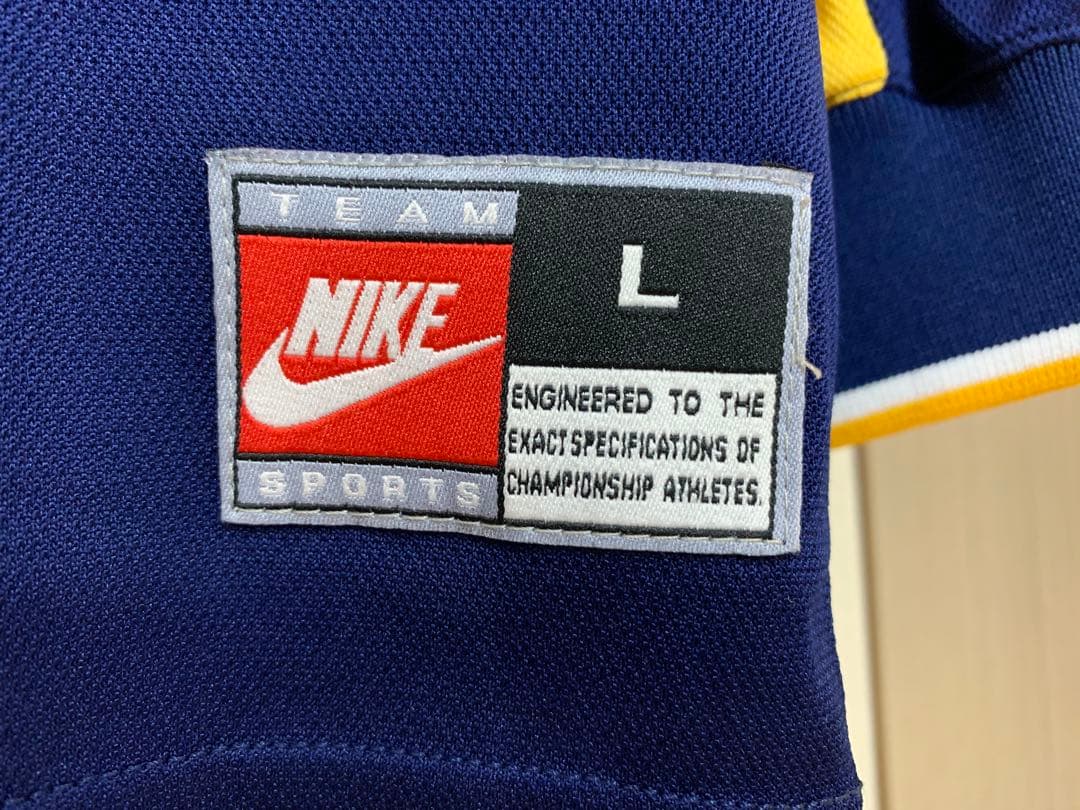 TEAM
NIKE
SPORTS
L
ENGINEERED TO THE
EXACT SPECIFICATIONS OF
CHAMPIONSHIP ATHLETES.